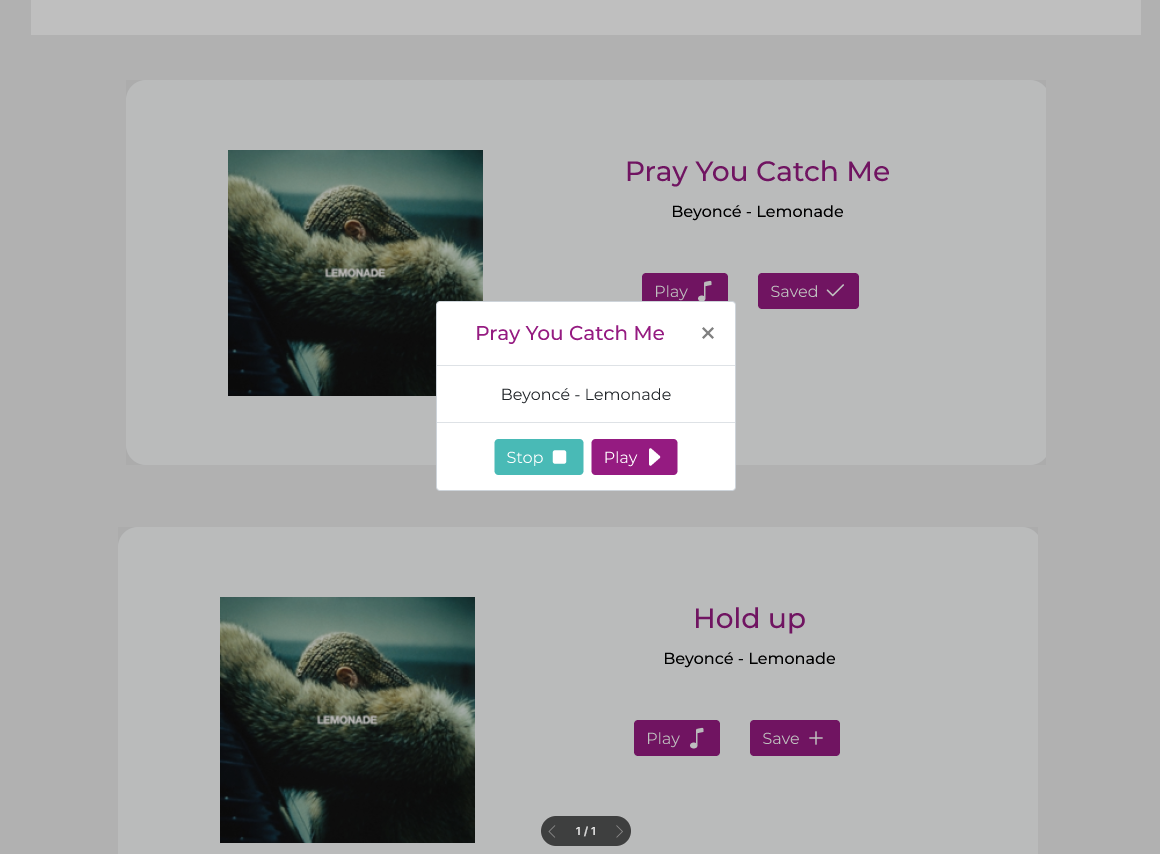 Pray You Catch Me
Beyoncé - Lemonade
LEMONADE
Play
Saved
Pray You Catch Me
Beyoncé - Lemonade
Stop
Play
Hold up
Beyoncé - Lemonade
LEMONADE
Play
Save
1 / 1